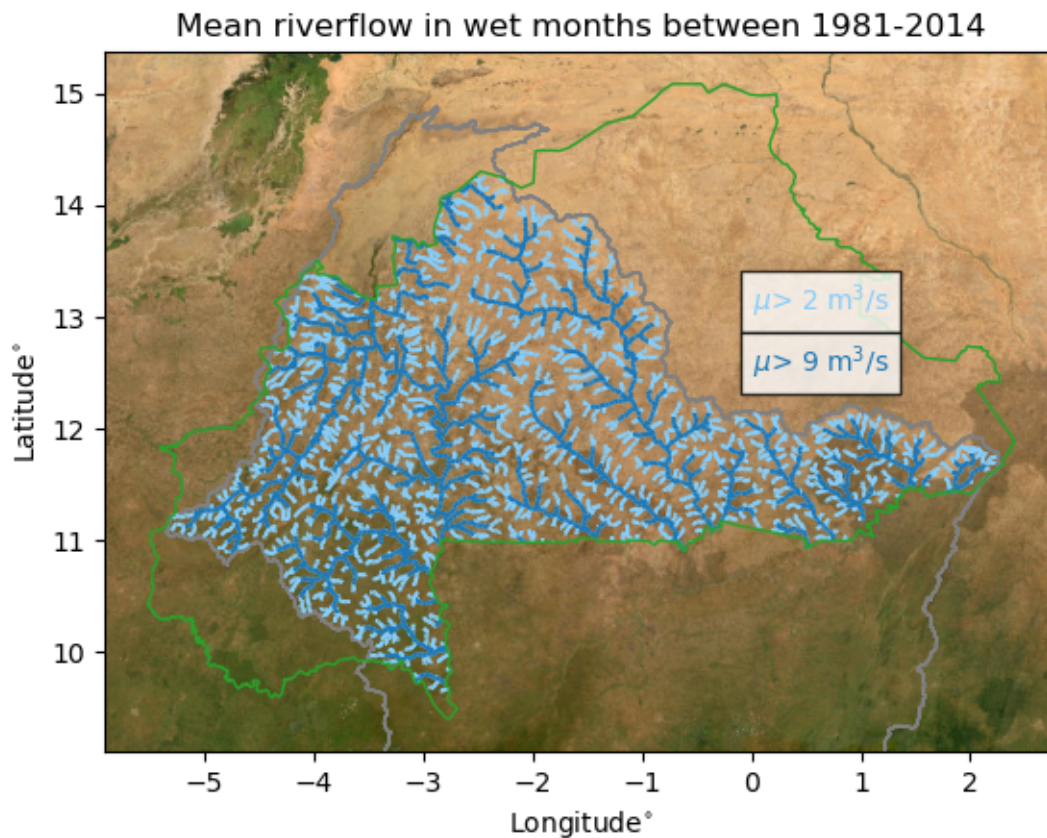 Mean riverflow in wet months between 1981-2014
15
14
13
12
11
10
Latitude°
μ> 2 m³/s
μ> 9 m³/s
−5 −4 −3 −2 −1 0 1 2
Longitude°